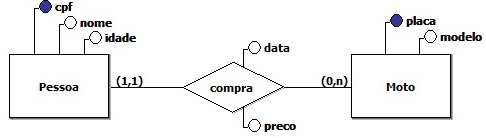 cpf
nome
idade
Pessoa
(1,1)
data
compra
preco
(0,n)
placa
modelo
Moto